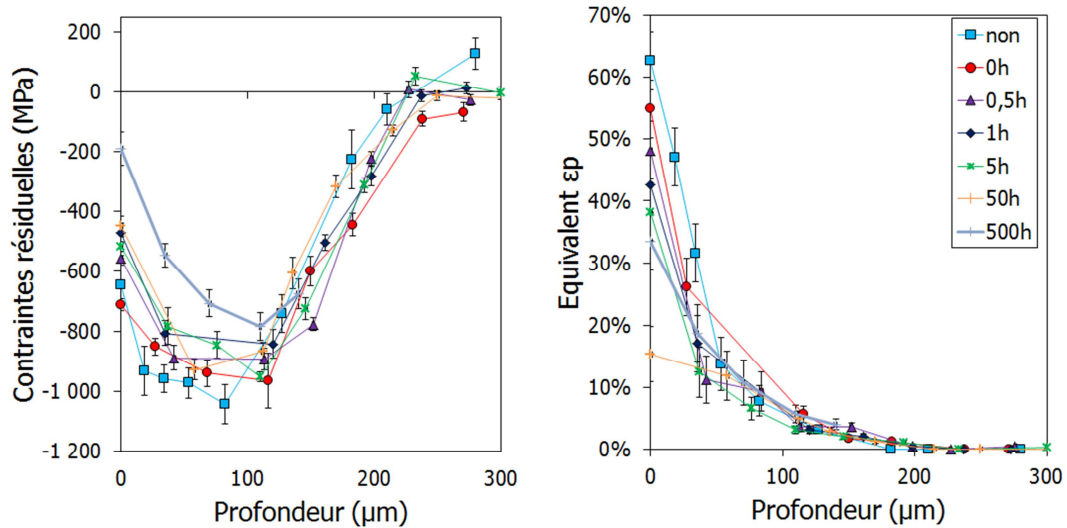 Contraintes résiduelles (MPa)
200
0
-200
-400
-600
-800
-1 000
-1 200
0
100
200
300
Profondeur (µm)
Equivalent εp
70%
60%
50%
40%
30%
20%
10%
0%
0
100
200
300
Profondeur (µm)
non
0h
0,5h
1h
5h
50h
500h